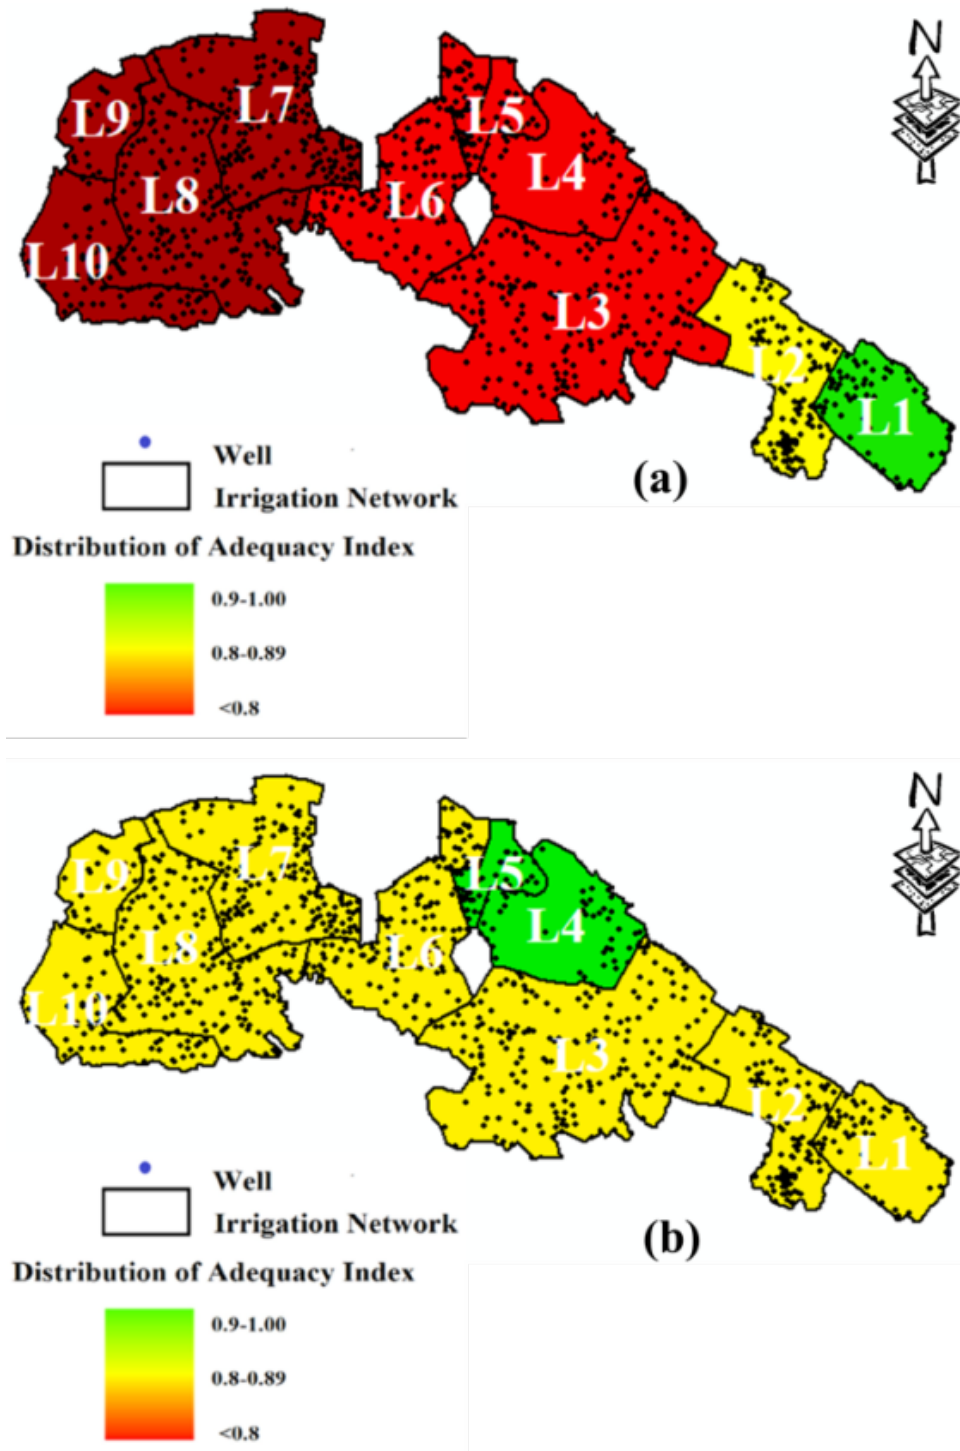 N
L7
L9
L5
L4
L8
L6
L10
L3
L2
L1
Well
(a)
Irrigation Network
Distribution of Adequacy Index
0.9-1.00
0.8-0.89
<0.8
N
L7
L9
L5
L4
L8
L6
L10
L3
L2
L1
Well
Irrigation Network
(b)
Distribution of Adequacy Index
0.9-1.00
0.8-0.89
<0.8